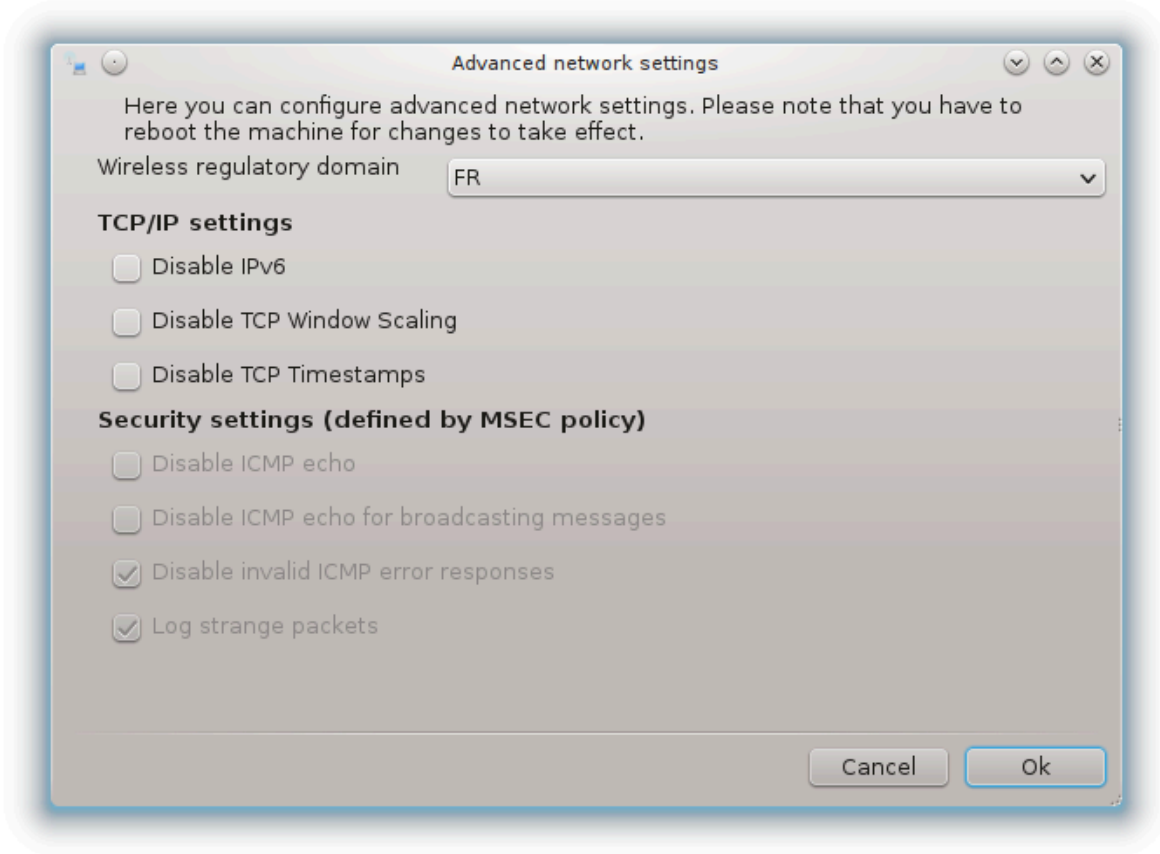 Advanced network settings
Here you can configure advanced network settings. Please note that you have to
reboot the machine for changes to take effect.
Wireless regulatory domain
FR
TCP/IP settings
Disable IPv6
Disable TCP Window Scaling
Disable TCP Timestamps
Security settings (defined by MSEC policy)
Disable ICMP echo
Disable ICMP echo for broadcasting messages
Disable invalid ICMP error responses
Log strange packets
Cancel
Ok